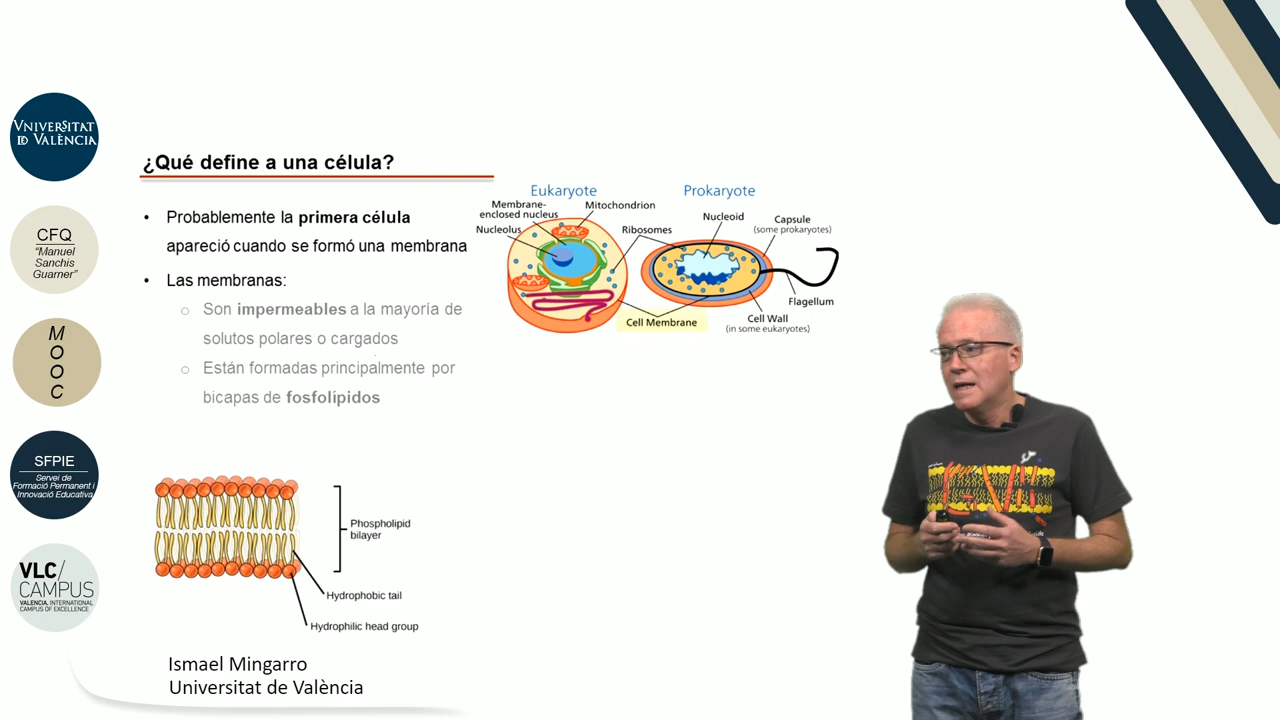 VNIVERSITAT
ID VALÈNCIA
CFQ
"Manuel
Sanchis
Guarner"
M
O
O
C
SFPIE
Servei de
Formació Permanent i
Innovació Educativa
VLC/
CAMPUS
VALENCIA, INTERNATIONAL
CAMPUS OF EXCELLENCE
¿Qué define a una célula?
• Probablemente la primera célula
apareció cuando se formó una membrana
• Las membranas:
o Son impermeables a la mayoría de
solutos polares o cargados
o Están formadas principalmente por
bicapas de fosfolípidos
Eukaryote
Prokaryote
Membrane-
enclosed nucleus
Mitochondrion
Nucleolus
Ribosomes
Nucleoid
Capsule
(some prokaryotes)
Flagellum
Cell Membrane
Cell Wall
(in some eukaryotes)
Phospholipid
bilayer
Hydrophobic tail
Hydrophilic head group
Ismael Mingarro
Universitat de València